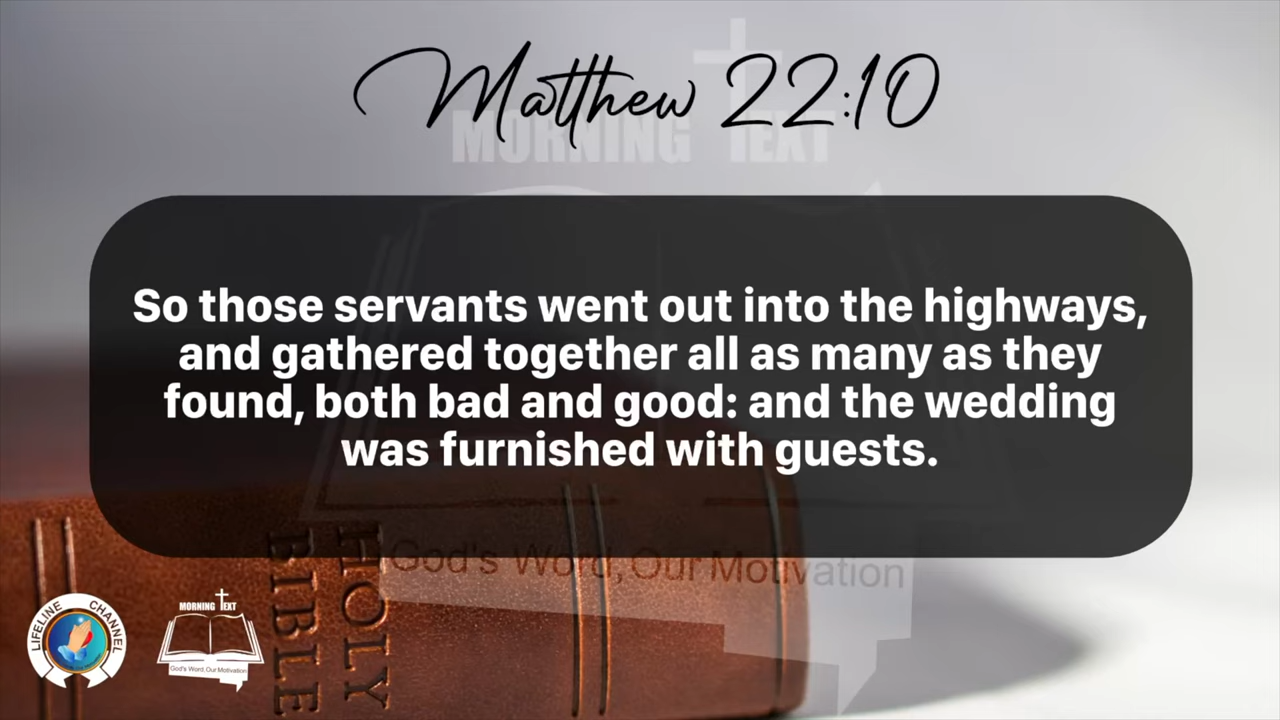 Matthew 22:10
MORNING TEXT
So those servants went out into the highways,
and gathered together all as many as they
found, both bad and good: and the wedding
was furnished with guests.
God's Word, Our Motivation
HOLY
BIBLE
LIFELINE CHANNEL
MORNING TEXT
God's Word, Our Motivation